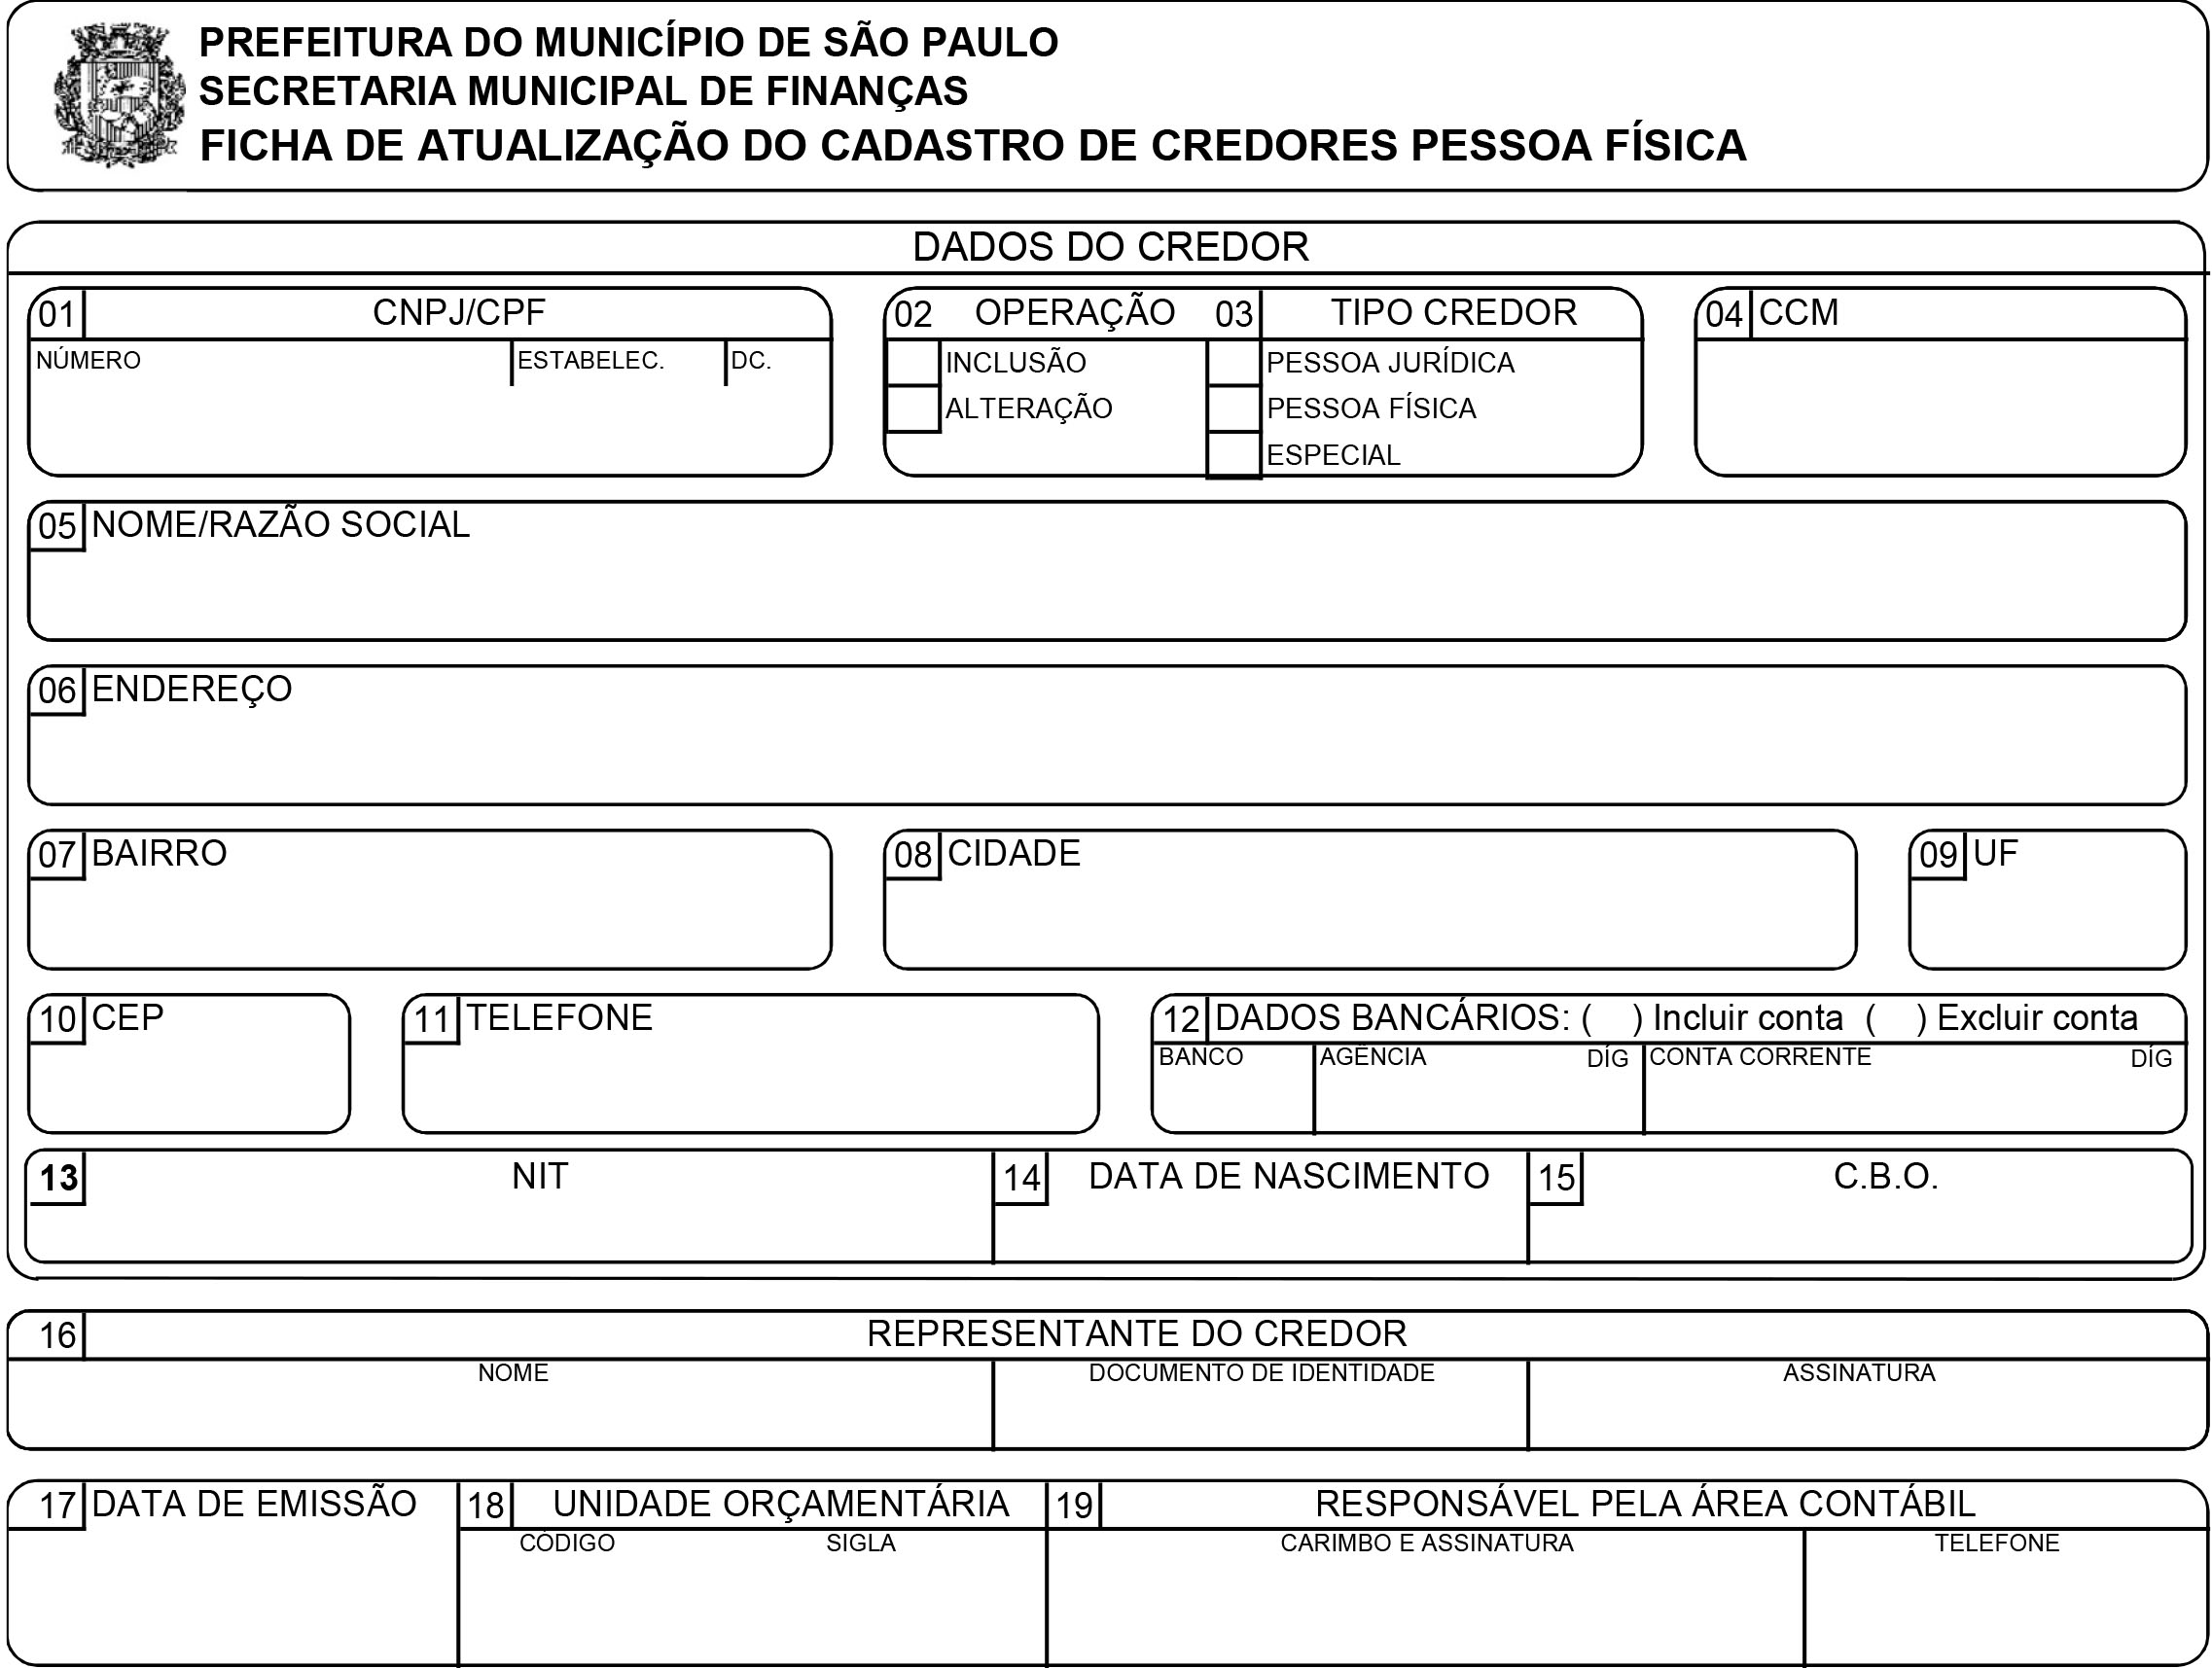 PREFEITURA DO MUNICÍPIO DE SÃO PAULO
SECRETARIA MUNICIPAL DE FINANÇAS
FICHA DE ATUALIZAÇÃO DO CADASTRO DE CREDORES PESSOA FÍSICA
DADOS DO CREDOR
01 CNPJ/CPF
NÚMERO ESTABELEC. DC.
02 OPERAÇÃO 03 TIPO CREDOR
INCLUSÃO PESSOA JURÍDICA
ALTERAÇÃO PESSOA FÍSICA
ESPECIAL
04 CCM
05 NOME/RAZÃO SOCIAL
06 ENDEREÇO
07 BAIRRO
08 CIDADE
09 UF
10 CEP
11 TELEFONE
12 DADOS BANCÁRIOS: (   ) Incluir conta (   ) Excluir conta
BANCO AGÊNCIA DÍG CONTA CORRENTE DÍG
13 NIT 14 DATA DE NASCIMENTO 15 C.B.O.
16 REPRESENTANTE DO CREDOR
NOME DOCUMENTO DE IDENTIDADE ASSINATURA
17 DATA DE EMISSÃO 18 UNIDADE ORÇAMENTÁRIA 19 RESPONSÁVEL PELA ÁREA CONTÁBIL
CÓDIGO SIGLA CARIMBO E ASSINATURA TELEFONE